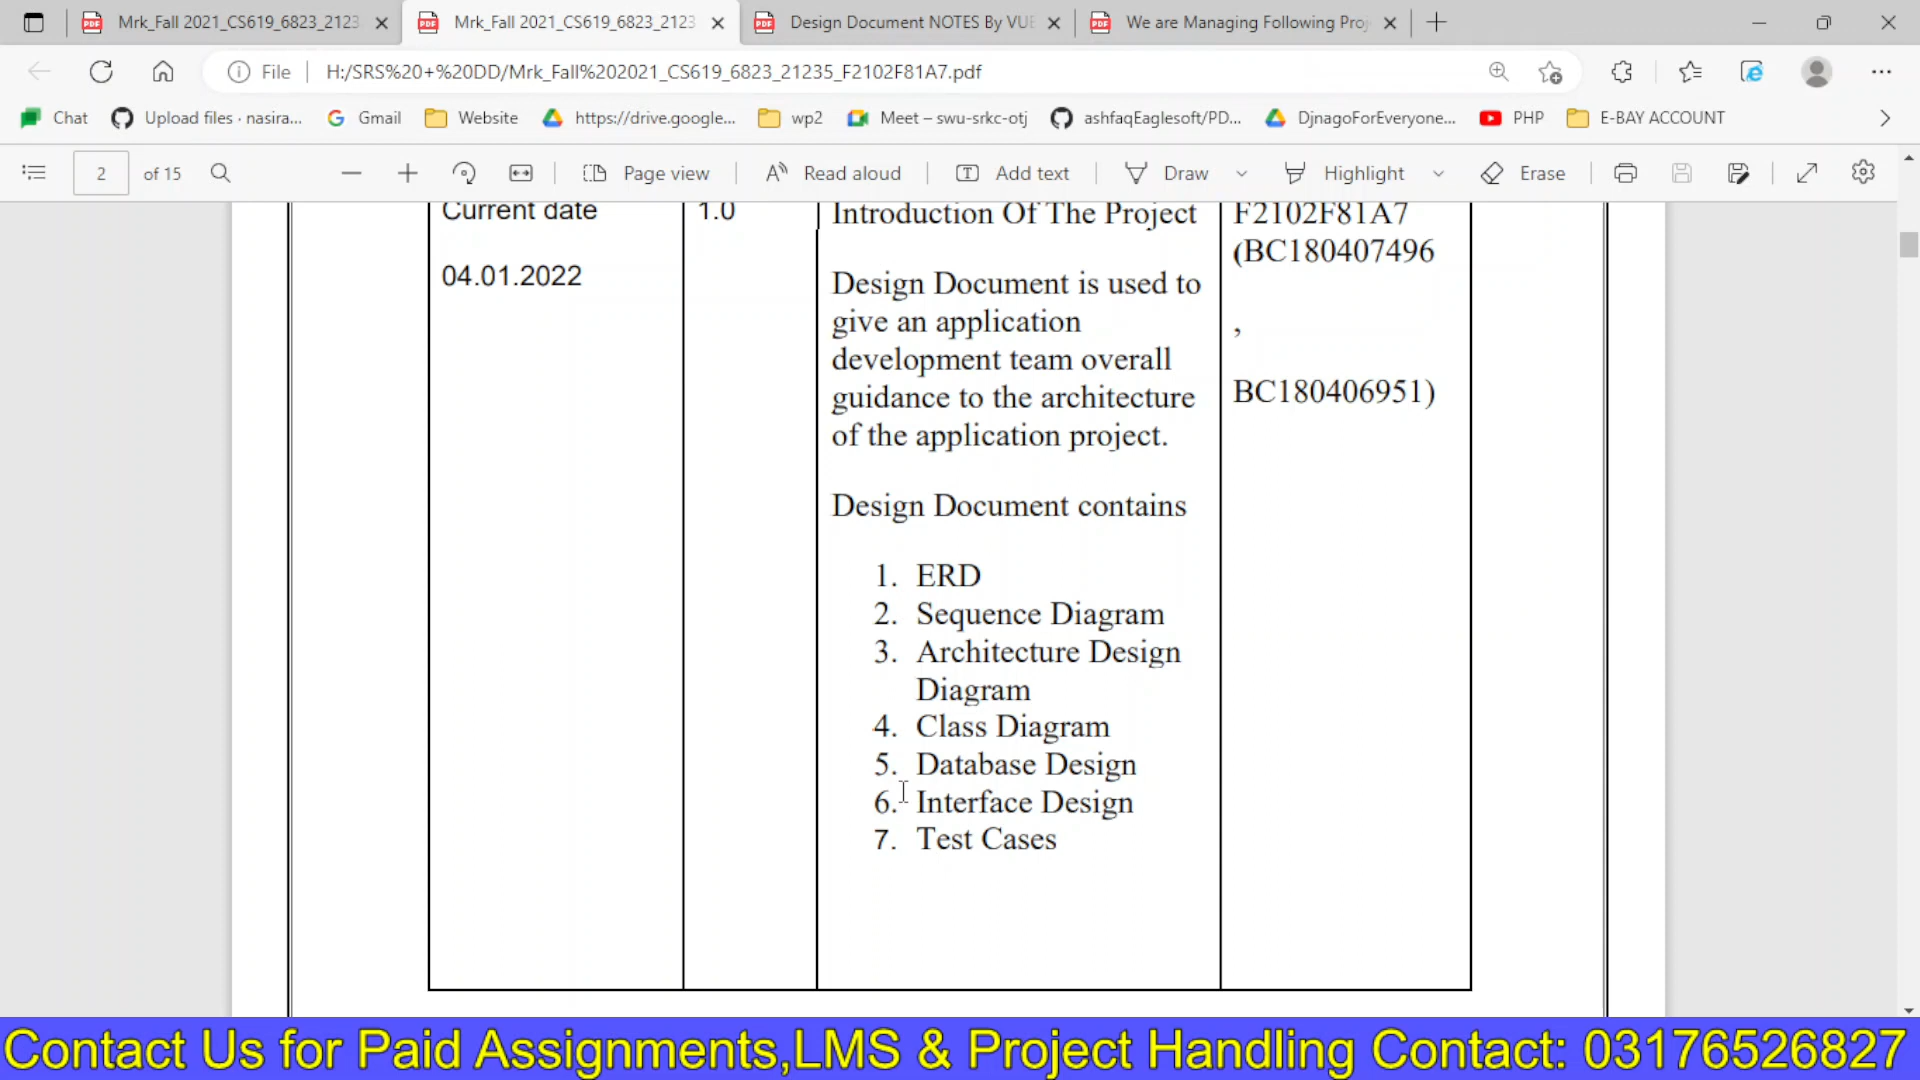 Mrk_Fall 2021_CS619_6823_2123
Mrk_Fall 2021_CS619_6823_2123
Design Document NOTES By VUE
We are Managing Following Proj
File
H:/SRS%20+%20DD/Mrk_Fall%202021_CS619_6823_21235_F2102F81A7.pdf
Chat
Upload files · nasira...
Gmail
Website
https://drive.google...
wp2
Meet – swu-srkc-otj
ashfaqEaglesoft/PD...
DjnagoForEveryone...
PHP
E-BAY ACCOUNT
2
of 15
Page view
Read aloud
Add text
Draw
Highlight
Erase
Current date
1.0
Introduction Of The Project
F2102F81A7
(BC180407496
04.01.2022
Design Document is used to
give an application
development team overall
guidance to the architecture
of the application project.
,
BC180406951)
Design Document contains
1. ERD
2. Sequence Diagram
3. Architecture Design
Diagram
4. Class Diagram
5. Database Design
6. Interface Design
7. Test Cases
Contact Us for Paid Assignments,LMS & Project Handling Contact: 03176526827